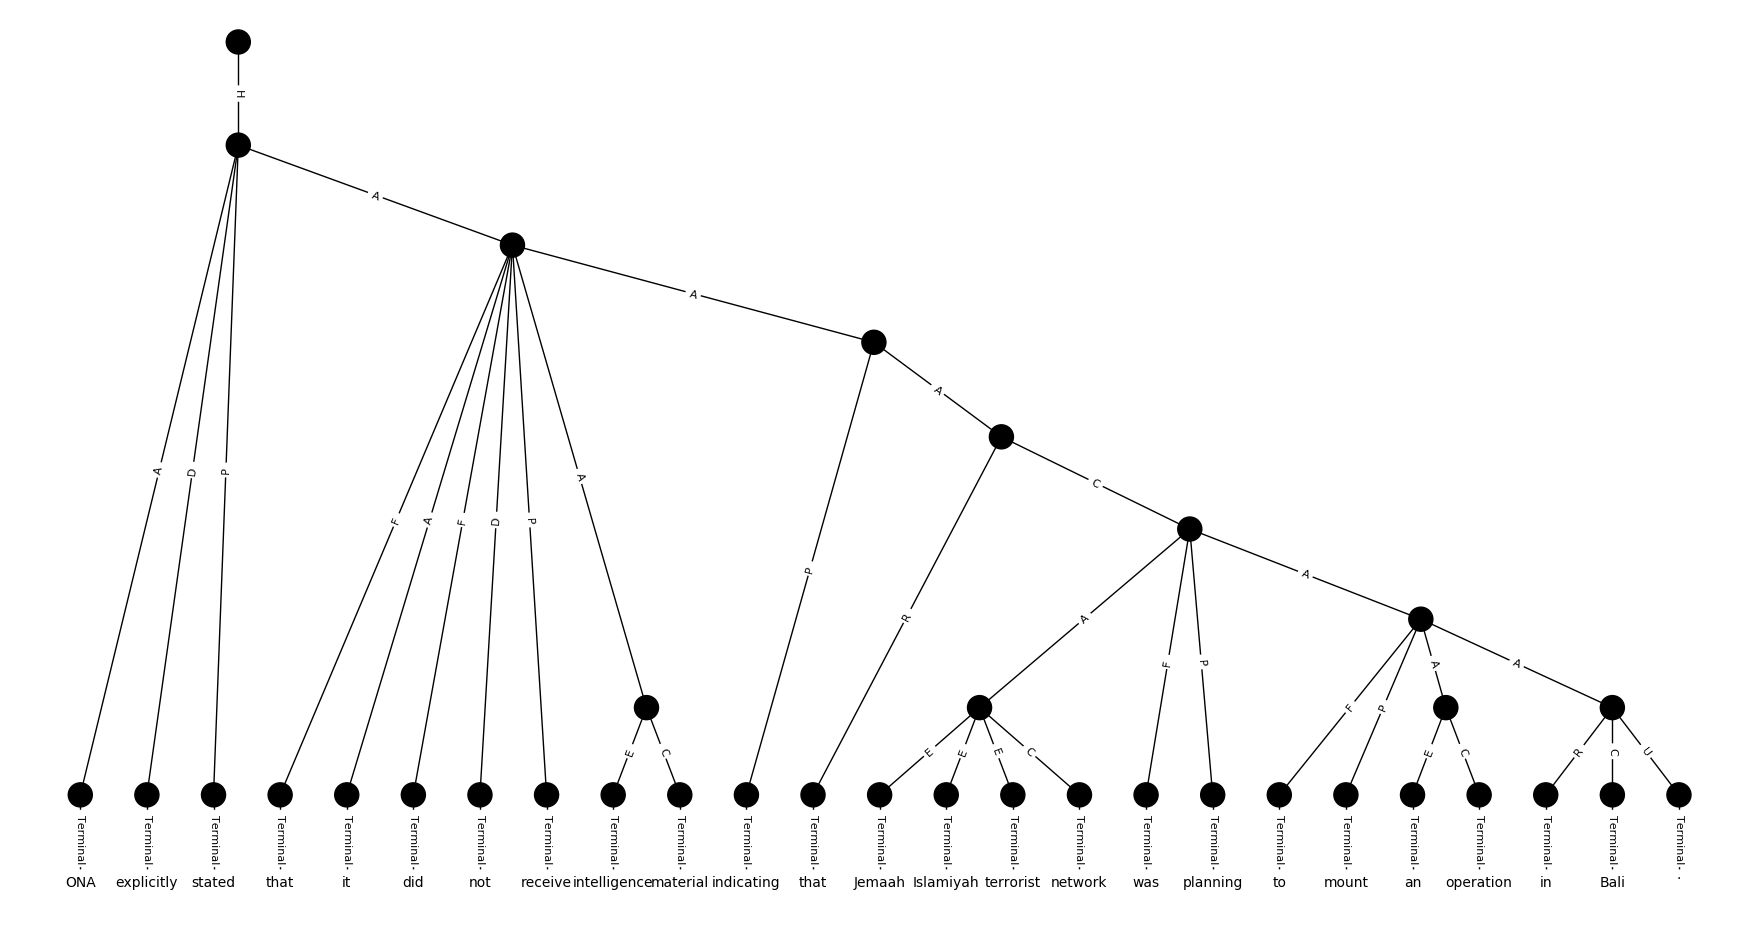 H
A
A
A
A
D
P
F
A
F
D
P
A
A
C
P
R
A
A
F
P
E
C
E
E
E
C
F
P
A
A
E
C
R
C
U
Terminal Terminal Terminal Terminal Terminal Terminal Terminal Terminal Terminal Terminal Terminal Terminal Terminal Terminal Terminal Terminal Terminal Terminal Terminal Terminal Terminal Terminal Terminal Terminal Terminal
ONA explicitly stated that it did not receive intelligence material indicating that Jemaah Islamiyah terrorist network was planning to mount an operation in Bali .